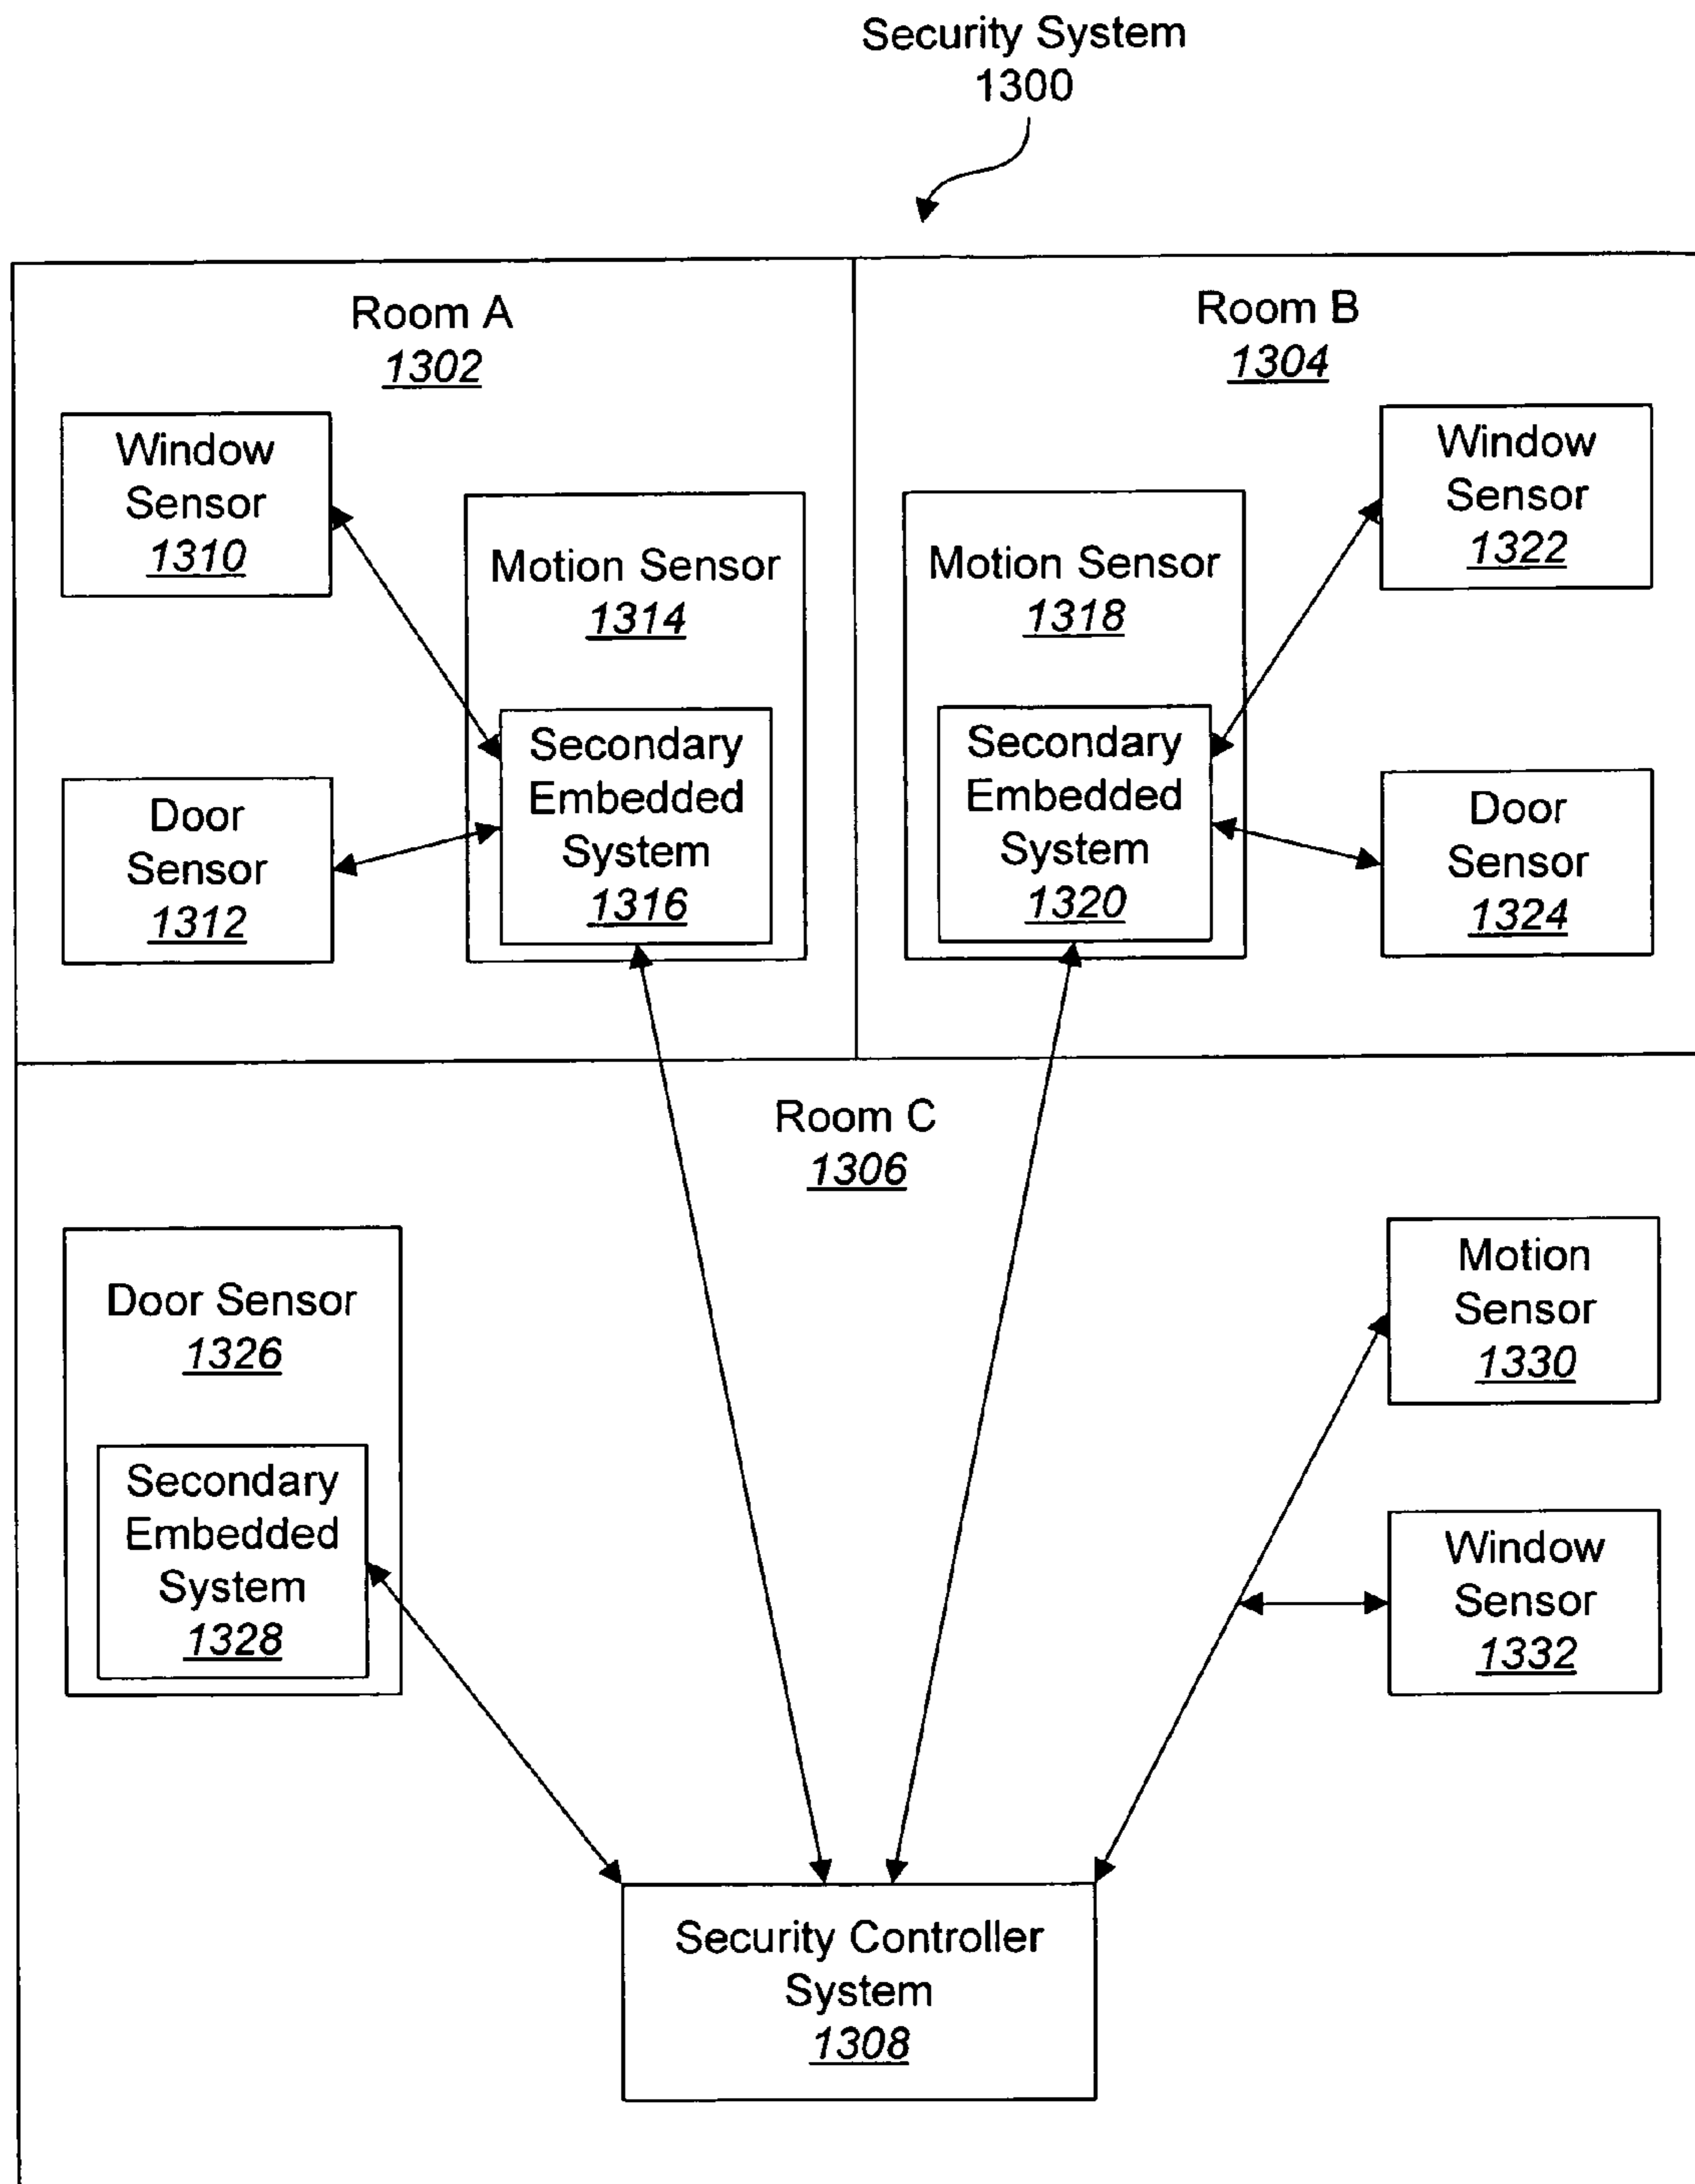 Security System
1300
Room A
1302
Room B
1304
Window
Sensor
1310
Motion Sensor
1314
Door
Sensor
1312
Secondary
Embedded
System
1316
Motion Sensor
1318
Secondary
Embedded
System
1320
Window
Sensor
1322
Door
Sensor
1324
Room C
1306
Door Sensor
1326
Secondary
Embedded
System
1328
Motion
Sensor
1330
Window
Sensor
1332
Security Controller
System
1308